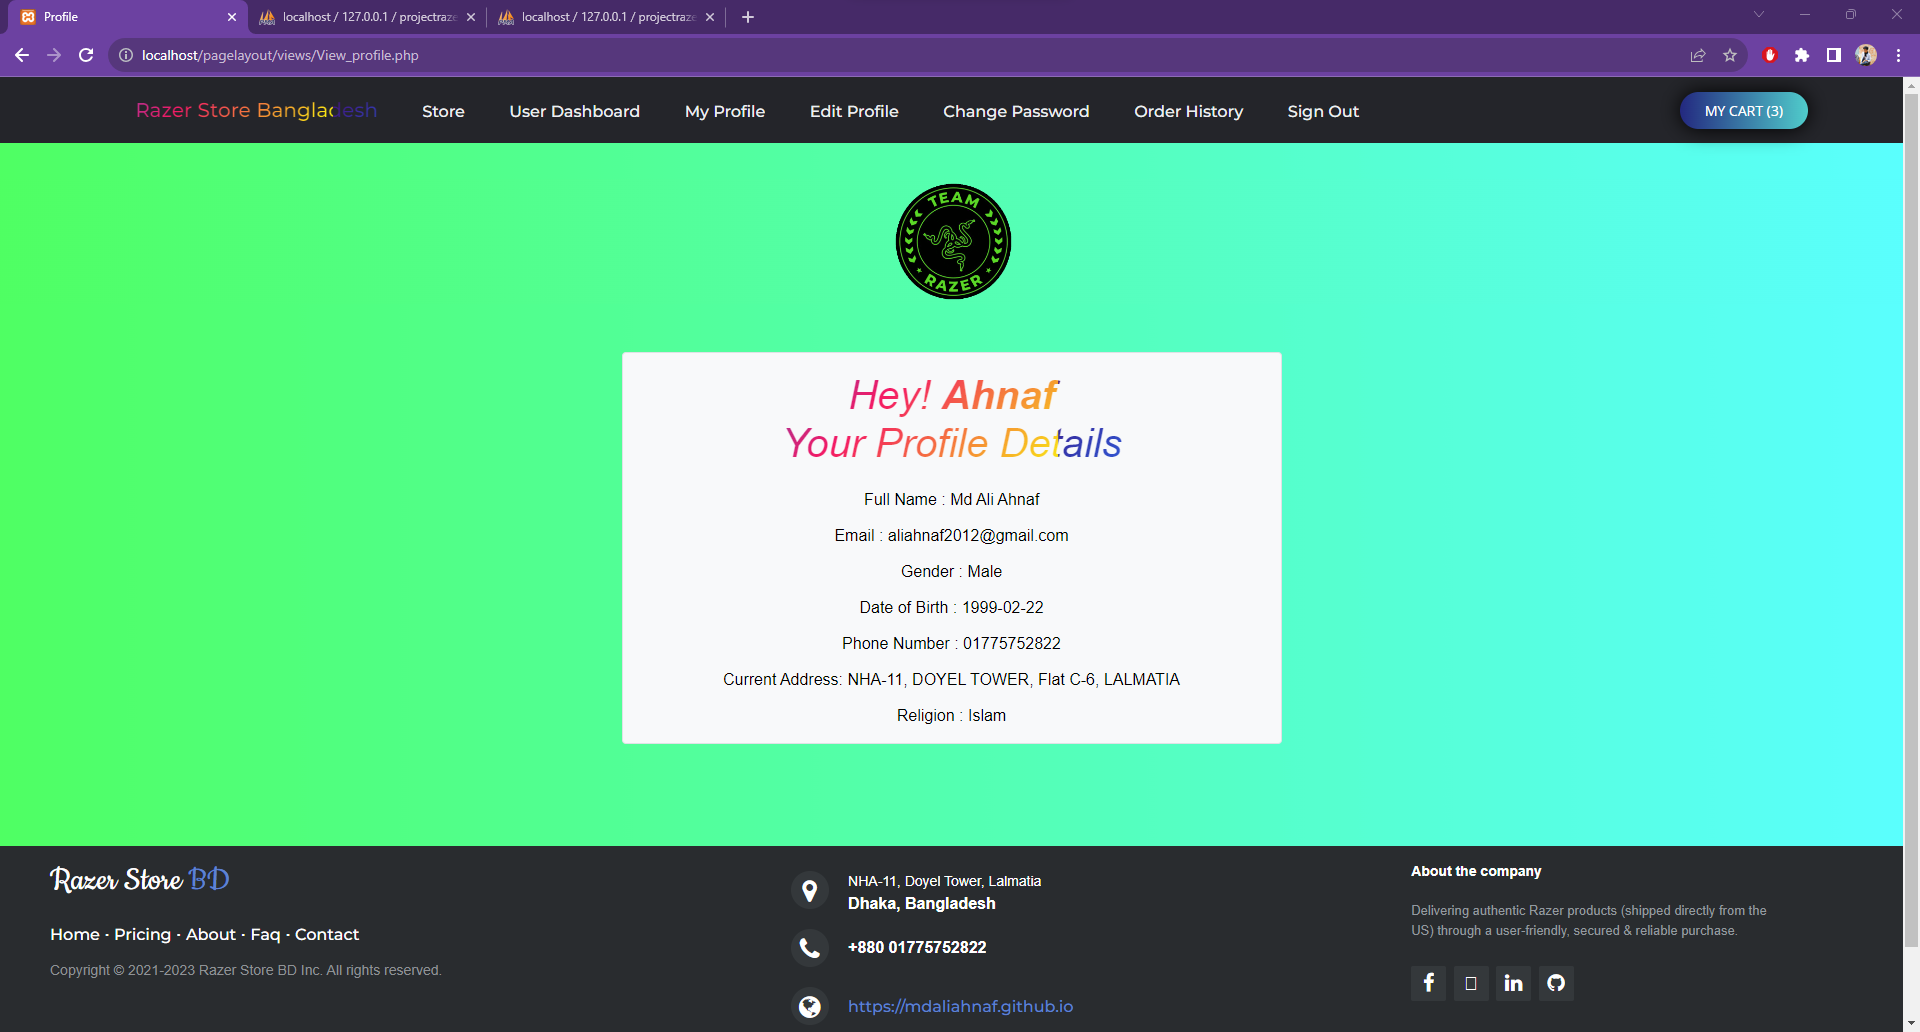 Profile
localhost / 127.0.0.1 / projectraze
localhost / 127.0.0.1 / projectraze
localhost/pagelayout/views/View_profile.php
Razer Store Bangladesh
Store
User Dashboard
My Profile
Edit Profile
Change Password
Order History
Sign Out
MY CART (3)
TEAM
RAZER
Hey! Ahnaf
Your Profile Details
Full Name : Md Ali Ahnaf
Email : aliahnaf2012@gmail.com
Gender : Male
Date of Birth : 1999-02-22
Phone Number : 01775752822
Current Address: NHA-11, DOYEL TOWER, Flat C-6, LALMATIA
Religion : Islam
Razer Store BD
Home · Pricing · About · Faq · Contact
Copyright © 2021-2023 Razer Store BD Inc. All rights reserved.
NHA-11, Doyel Tower, Lalmatia
Dhaka, Bangladesh
+880 01775752822
https://mdaliahnaf.github.io
About the company
Delivering authentic Razer products (shipped directly from the
US) through a user-friendly, secured & reliable purchase.